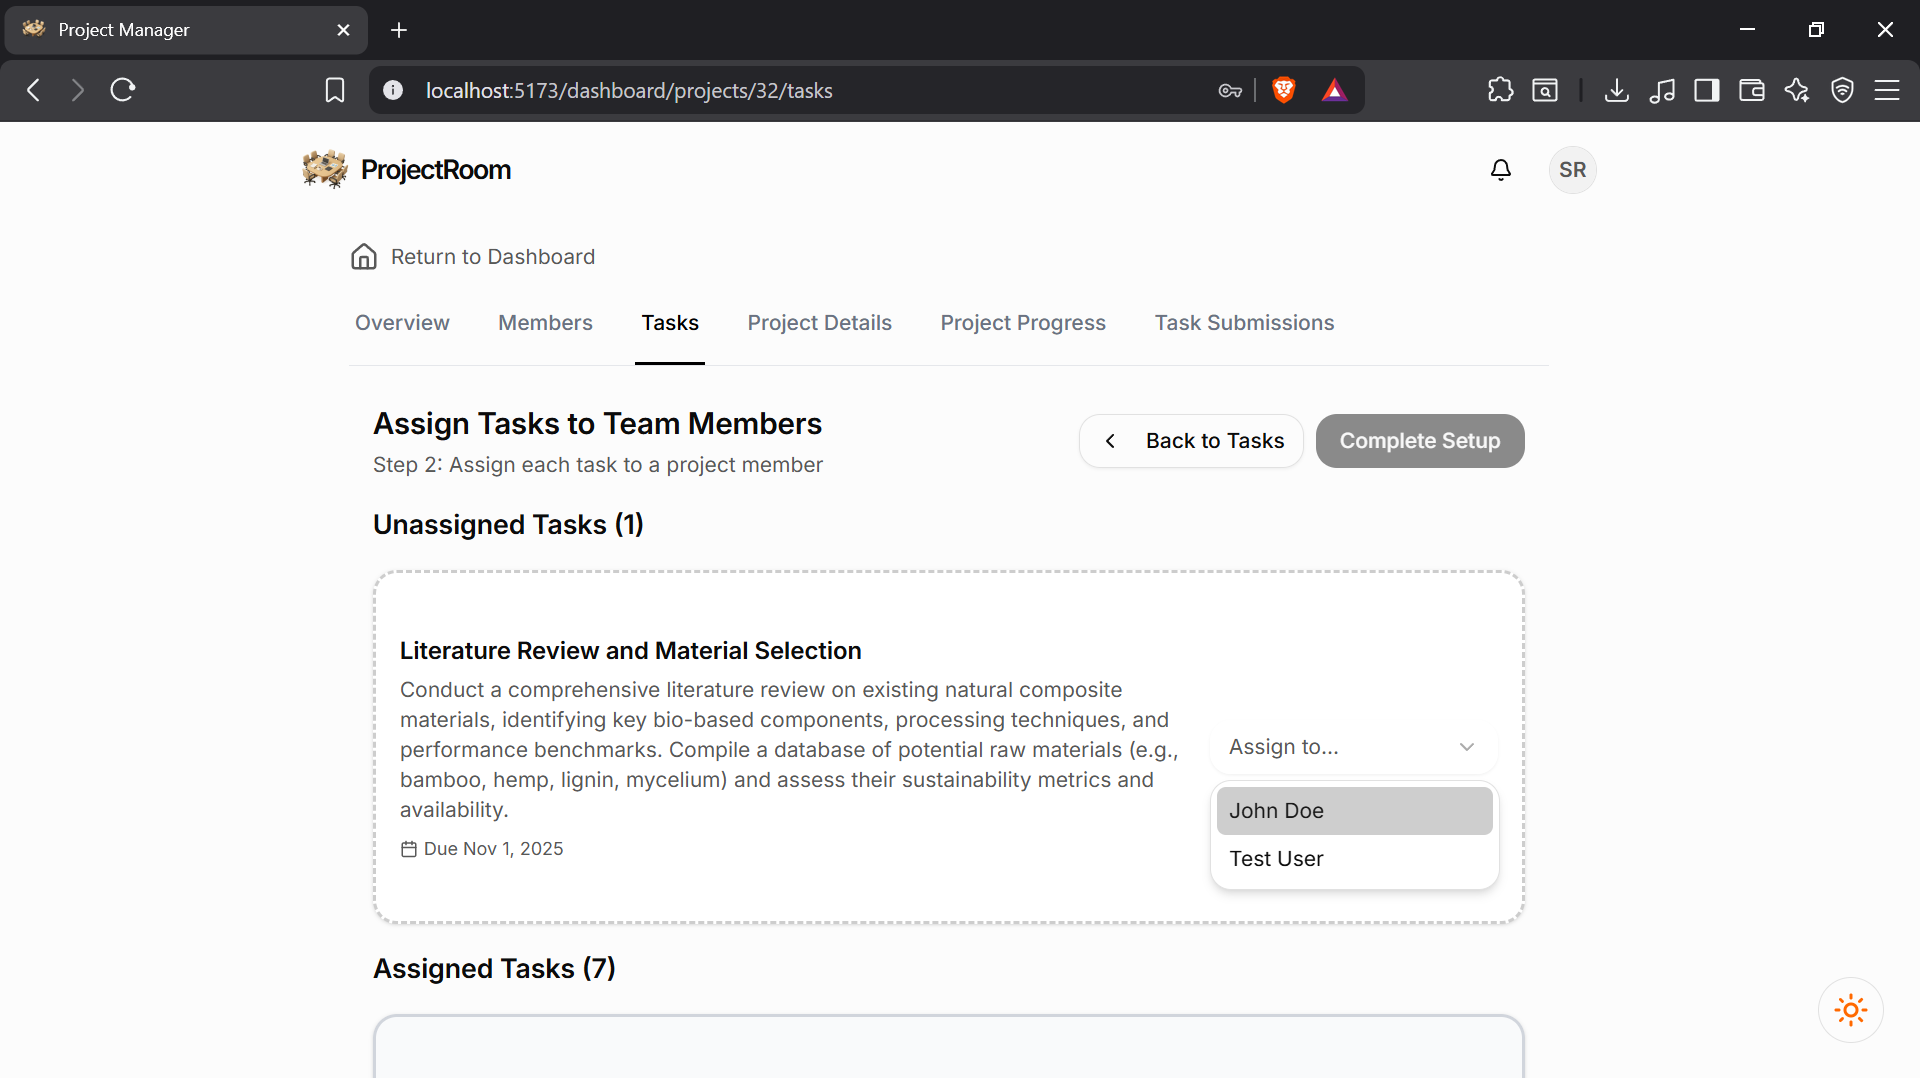 Project Manager
localhost:5173/dashboard/projects/32/tasks
ProjectRoom
SR
Return to Dashboard
Overview
Members
Tasks
Project Details
Project Progress
Task Submissions
Assign Tasks to Team Members
Step 2: Assign each task to a project member
Back to Tasks
Complete Setup
Unassigned Tasks (1)
Literature Review and Material Selection
Conduct a comprehensive literature review on existing natural composite
materials, identifying key bio-based components, processing techniques, and
performance benchmarks. Compile a database of potential raw materials (e.g.,
bamboo, hemp, lignin, mycelium) and assess their sustainability metrics and
availability.
Due Nov 1, 2025
Assign to...
John Doe
Test User
Assigned Tasks (7)